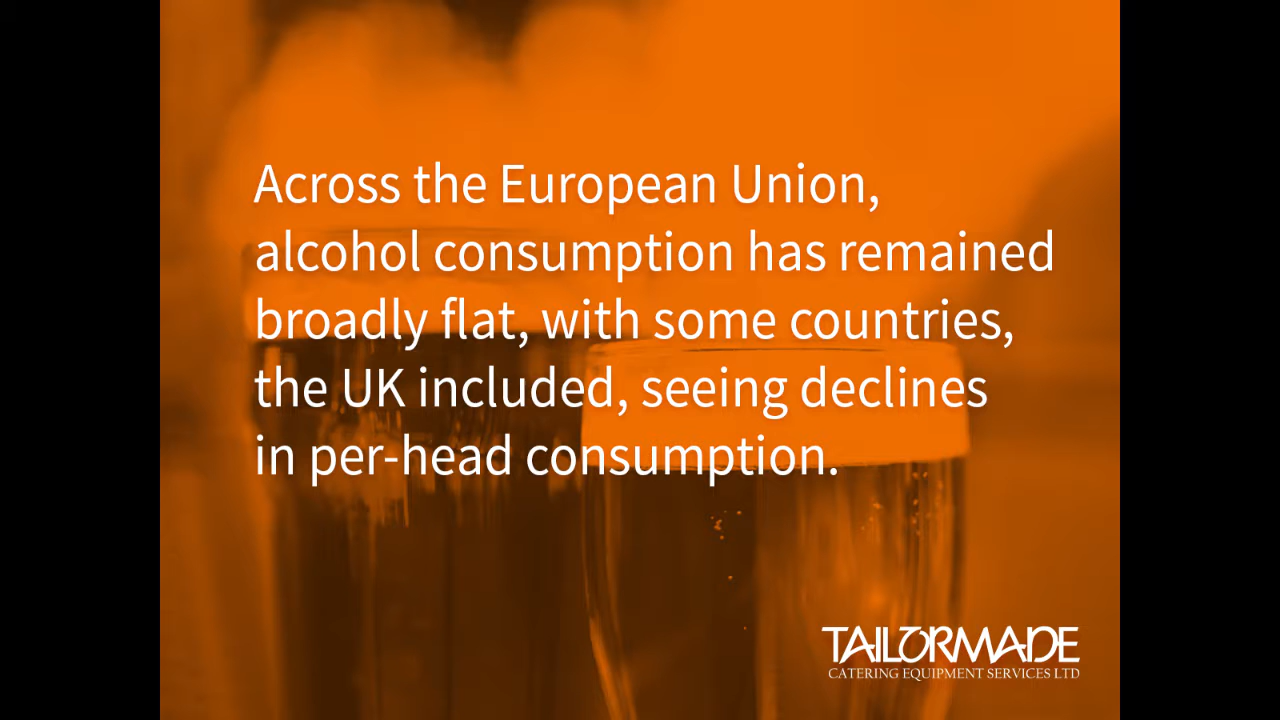 Across the European Union,
alcohol consumption has remained
broadly flat, with some countries,
the UK included, seeing declines
in per-head consumption.
TAILORMADE
CATERING EQUIPMENT SERVICES LTD